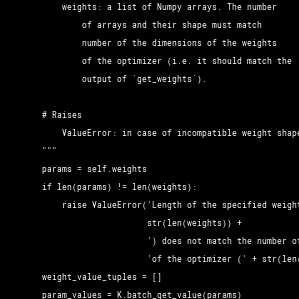 weights: a list of Numpy arrays. The number
of arrays and their shape must match
number of the dimensions of the weights
of the optimizer (i.e. it should match the
output of `get_weights`).
# Raises
ValueError: in case of incompatible weight shape
"""
params = self.weights
if len(params) != len(weights):
raise ValueError('Length of the specified weight
str(len(weights)) +
') does not match the number of
'of the optimizer (' + str(len(
weight_value_tuples = []
param_values = K.batch_get_value(params)